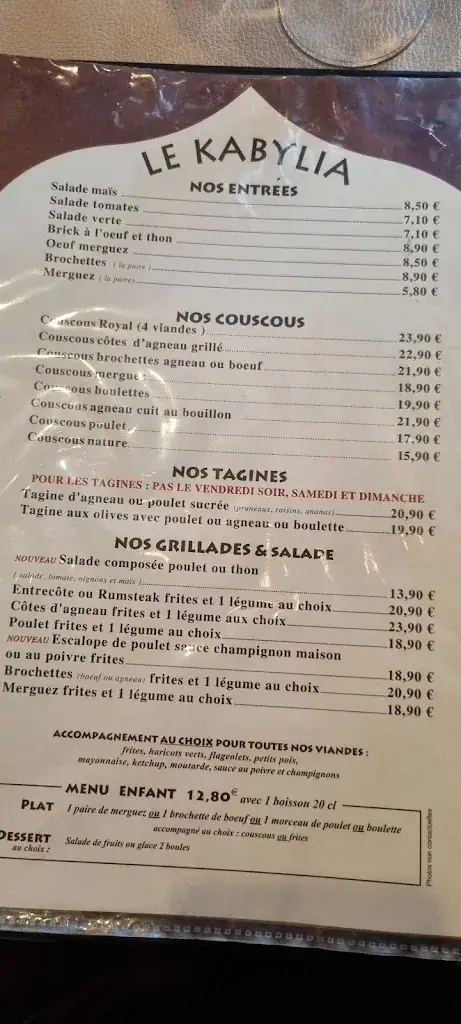 LE KABYLIA
NOS ENTRÉES
Salade maïs 8,50 €
Salade tomates 7,10 €
Salade verte 7,10 €
Brick à l'oeuf et thon 8,90 €
Oeuf merguez 8,50 €
Brochettes ( la paire ) 8,90 €
Merguez ( la paire) 5,80 €
NOS COUSCOUS
Couscous Royal (4 viandes ) 23,90 €
Couscous côtes d'agneau grillé 22,90 €
Couscous brochettes agneau ou boeuf 21,90 €
Couscous merguez 18,90 €
Couscous boulettes 19,90 €
Couscous agneau cuit au bouillon 21,90 €
Couscous poulet 17,90 €
Couscous nature 15,90 €
NOS TAGINES
POUR LES TAGINES : PAS LE VENDREDI SOIR, SAMEDI ET DIMANCHE
Tagine d'agneau ou poulet sucrée (pruneaux, raisins, ananas) 20,90 €
Tagine aux olives avec poulet ou agneau ou boulette 19,90 €
NOS GRILLADES & SALADE
NOUVEAU Salade composée poulet ou thon
( salade, tomate, oignons et maïs ) 13,90 €
Entrecôte ou Rumsteak frites et 1 légume au choix 20,90 €
Côtes d'agneau frites et 1 légume aux choix 23,90 €
Poulet frites et 1 légume au choix 18,90 €
NOUVEAU Escalope de poulet sauce champignon maison
ou au poivre frites 18,90 €
Brochettes (boeuf ou agneau) frites et 1 légume au choix 20,90 €
Merguez frites et 1 légume au choix 18,90 €
ACCOMPAGNEMENT AU CHOIX POUR TOUTES NOS VIANDES :
frites, haricots verts, flageolets, petits pois,
mayonnaise, ketchup, moutarde, sauce au poivre et champignons
MENU ENFANT 12,80€ avec 1 boisson 20 cl
PLAT 1 paire de merguez ou 1 brochette de boeuf ou 1 morceau de poulet ou boulette
accompagné au choix : couscous ou frites
DESSERT
au choix : Salade de fruits ou glace 2 boules
Photos non contactuelles